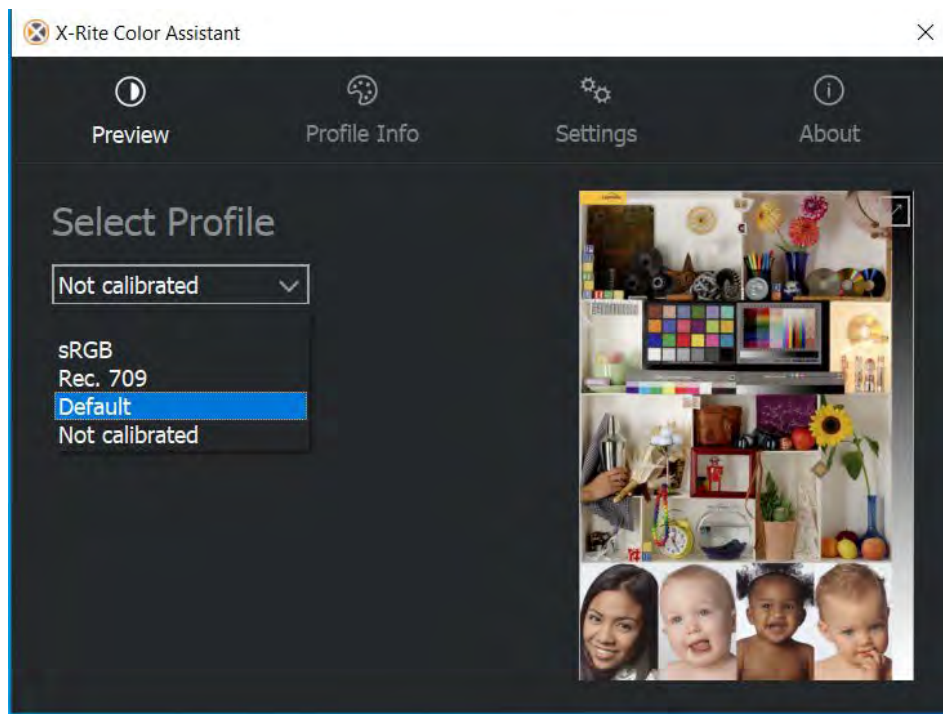 X-Rite Color Assistant
Preview
Profile Info
Settings
About
Select Profile
Not calibrated
sRGB
Rec. 709
Default
Not calibrated